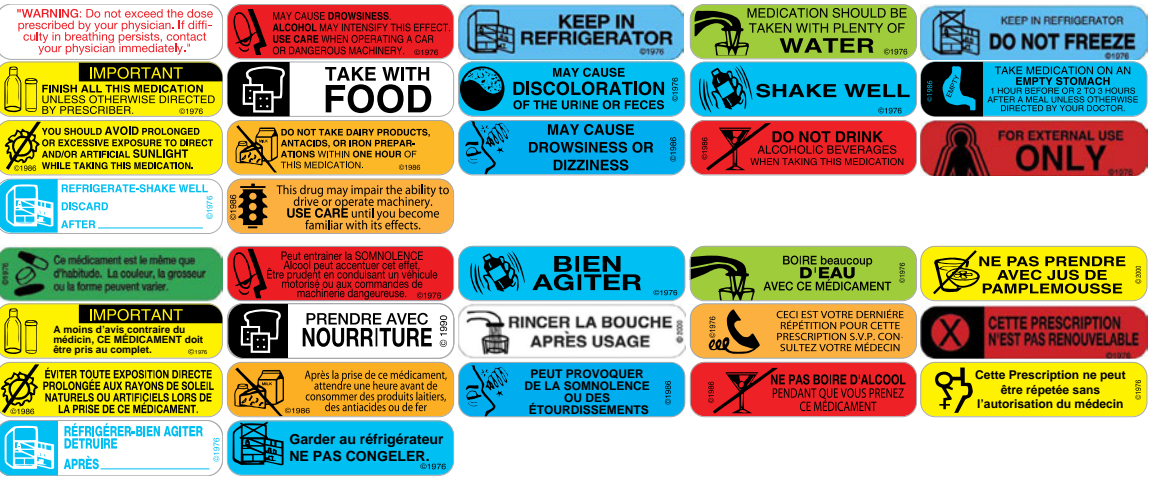 "WARNING: Do not exceed the dose
prescribed by your physician. If diffi-
culty in breathing persists, contact
your physician immediately."
MAY CAUSE DROWSINESS.
ALCOHOL MAY INTENSIFY THIS EFFECT.
USE CARE WHEN OPERATING A CAR
OR DANGEROUS MACHINERY. ©1976
KEEP IN
REFRIGERATOR
©1976
MEDICATION SHOULD BE
TAKEN WITH PLENTY OF
WATER ©1976
KEEP IN REFRIGERATOR
DO NOT FREEZE
©1976
IMPORTANT
FINISH ALL THIS MEDICATION
UNLESS OTHERWISE DIRECTED
BY PRESCRIBER. ©1976
TAKE WITH
FOOD
©1976
MAY CAUSE
DISCOLORATION
OF THE URINE OR FECES
©1976
SHAKE WELL
©1976
©1986
EMPTY
TAKE MEDICATION ON AN
EMPTY STOMACH
1 HOUR BEFORE OR 2 TO 3 HOURS
AFTER A MEAL UNLESS OTHERWISE
DIRECTED BY YOUR DOCTOR.
YOU SHOULD AVOID PROLONGED
OR EXCESSIVE EXPOSURE TO DIRECT
AND/OR ARTIFICIAL SUNLIGHT
WHILE TAKING THIS MEDICATION.
©1986
MILK
DO NOT TAKE DAIRY PRODUCTS,
ANTACIDS, OR IRON PREPAR-
ATIONS WITHIN ONE HOUR OF
THIS MEDICATION. ©1986
MAY CAUSE
DROWSINESS OR
DIZZINESS
©1986
©1986
DO NOT DRINK
ALCOHOLIC BEVERAGES
WHEN TAKING THIS MEDICATION
FOR EXTERNAL USE
ONLY
©1976
REFRIGERATE-SHAKE WELL
DISCARD
AFTER
©1976
©1986
This drug may impair the ability to
drive or operate machinery.
USE CARE until you become
familiar with its effects.
©1976
Ce médicament est le même que
d'habitude. La couleur, la grosseur
ou la forme peuvent varier.
Peut entrainer la SOMNOLENCE
Alcool peut accentuer cet effet.
Être prudent en conduisant un véhicule
motorisé ou aux commandes de
machinerie dangeureuse. ©1976
BIEN
AGITER
©1976
BOIRE beaucoup
D'EAU
AVEC CE MÉDICAMENT
©1976
NE PAS PRENDRE
AVEC JUS DE
PAMPLEMOUSSE
© 2000
IMPORTANT
A moins d'avis contraire du
médicin, CE MÉDICAMENT doit
être pris au complet. ©1976
PRENDRE AVEC
NOURRITURE
© 1990
RINCER LA BOUCHE
APRÈS USAGE
© 2000
©1976
CECI EST VOTRE DERNIÉRE
RÉPÉTITION POUR CETTE
PRESCRIPTION S.V.P. CON-
SULTEZ VOTRE MÉDECIN
X
CETTE PRESCRIPTION
N'EST PAS RENOUVELABLE
©1976
ÉVITER TOUTE EXPOSITION DIRECTE
PROLONGÉE AUX RAYONS DE SOLEIL
NATURELS OU ARTIFICIELS LORS DE
LA PRISE DE CE MÉDICAMENT.
©1986
MILK
Après la prise de ce médicament,
attendre une heure avant de
consommer des produits laitiers,
des antiacides ou de fer
©1986
PEUT PROVOQUER
DE LA SOMNOLENCE
OU DES
ÉTOURDISSEMENTS
©1986
©1986
NE PAS BOIRE D'ALCOOL
PENDANT QUE VOUS PRENEZ
CE MÉDICAMENT
Cette Prescription ne peut
être répetée sans
l'autorisation du médecin
©1976
RÉFRIGÉRER-BIEN AGITER
DETRUIRE
APRÈS
©1976
Garder au réfrigérateur
NE PAS CONGELER.
©1976